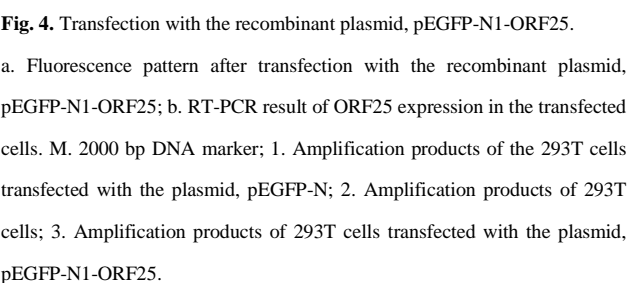 Fig. 4. Transfection with the recombinant plasmid, pEGFP-N1-ORF25.
a. Fluorescence pattern after transfection with the recombinant plasmid,
pEGFP-N1-ORF25; b. RT-PCR result of ORF25 expression in the transfected
cells. M. 2000 bp DNA marker; 1. Amplification products of the 293T cells
transfected with the plasmid, pEGFP-N; 2. Amplification products of 293T
cells; 3. Amplification products of 293T cells transfected with the plasmid,
pEGFP-N1-ORF25.